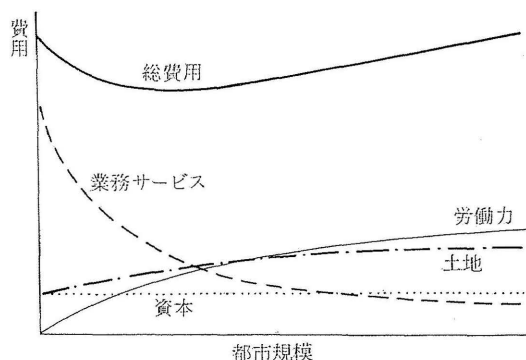 費用
総費用
業務サービス
労働力
土地
資本
都市規模